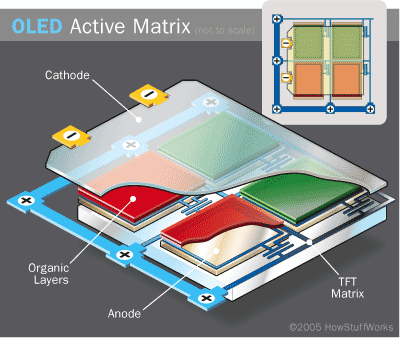 OLED Active Matrix (not to scale)
Cathode
Organic
Layers
Anode
TFT
Matrix
©2005 HowStuffWorks